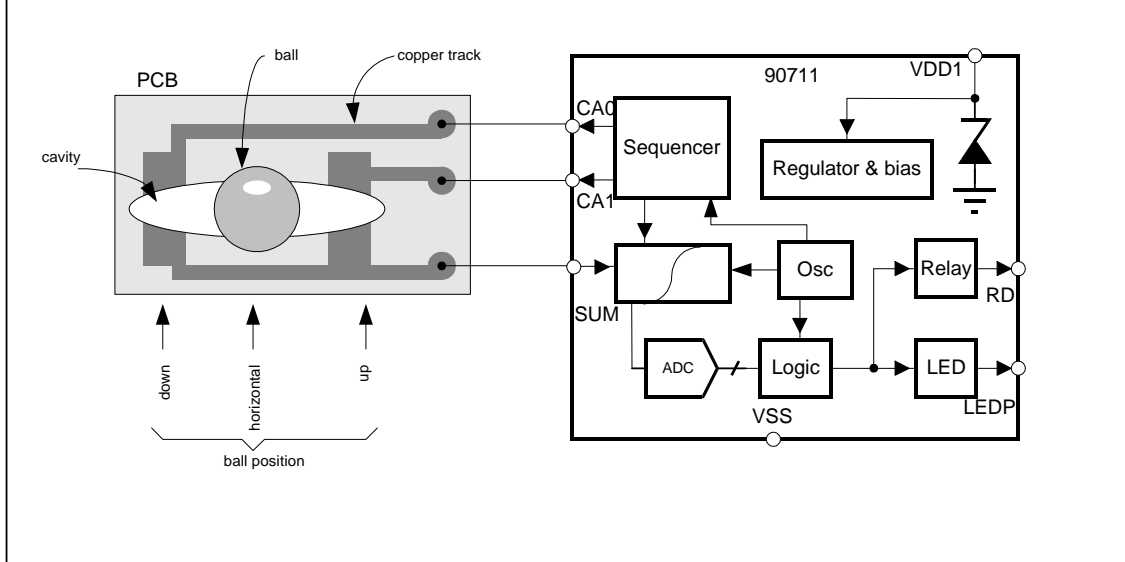 ball
copper track
PCB
cavity
down
horizontal
up
ball position
90711
VDD1
CA0
Sequencer
Regulator & bias
CA1
Osc
Relay
RD
SUM
ADC
Logic
LED
LEDP
VSS